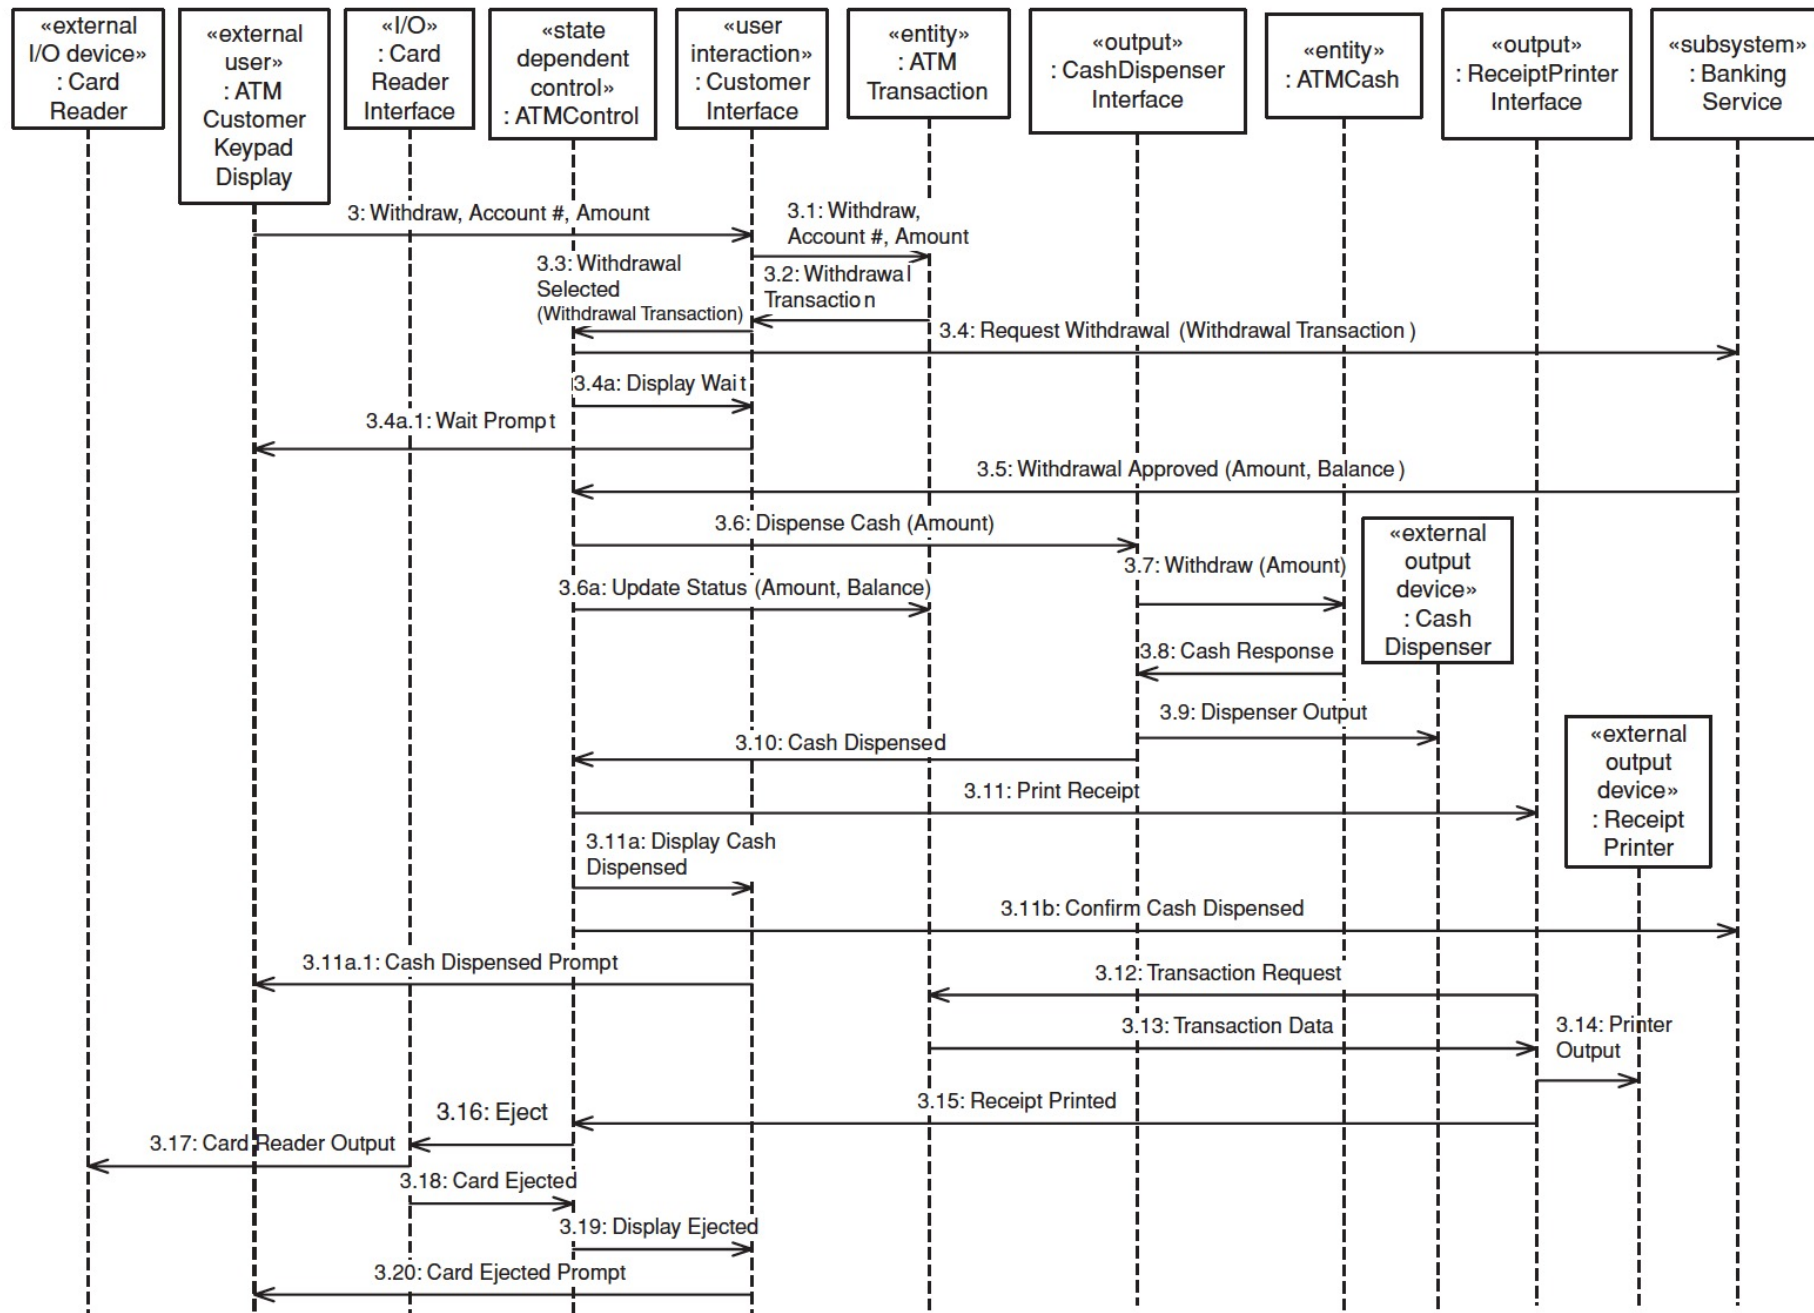 «external
I/O device»
: Card
Reader
«external
user»
: ATM
Customer
Keypad
Display
«I/O»
: Card
Reader
Interface
«state
dependent
control»
: ATMControl
«user
interaction»
: Customer
Interface
«entity»
: ATM
Transaction
«output»
: CashDispenser
Interface
«entity»
: ATMCash
«output»
: ReceiptPrinter
Interface
«subsystem»
: Banking
Service
3: Withdraw, Account #, Amount
3.1: Withdraw,
Account #, Amount
3.2: Withdrawal
Transaction
3.3: Withdrawal
Selected
(Withdrawal Transaction)
3.4: Request Withdrawal (Withdrawal Transaction)
3.4a: Display Wait
3.4a.1: Wait Prompt
3.5: Withdrawal Approved (Amount, Balance)
3.6: Dispense Cash (Amount)
«external
output
device»
: Cash
Dispenser
3.7: Withdraw (Amount)
3.6a: Update Status (Amount, Balance)
3.8: Cash Response
3.9: Dispenser Output
3.10: Cash Dispensed
«external
output
device»
: Receipt
Printer
3.11: Print Receipt
3.11a: Display Cash
Dispensed
3.11b: Confirm Cash Dispensed
3.11a.1: Cash Dispensed Prompt
3.12: Transaction Request
3.13: Transaction Data
3.14: Printer
Output
3.15: Receipt Printed
3.16: Eject
3.17: Card Reader Output
3.18: Card Ejected
3.19: Display Ejected
3.20: Card Ejected Prompt